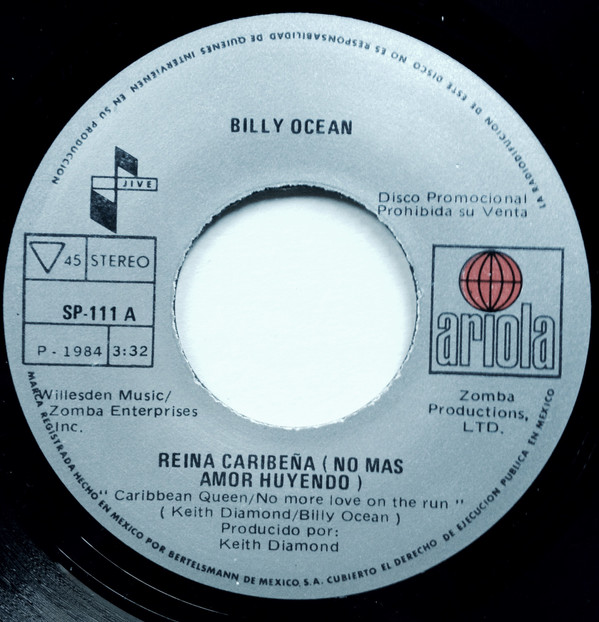 LA RADIODIFUCION DE ESTE DISCO NO ES RESPONSABILIDAD DE QUIENES INTERVIENEN EN SU PRODUCCION
BILLY OCEAN
JIVE
Disco Promocional
Prohibida su Venta
45 STEREO
SP-111 A
P - 1984 3:32
ariola
Willesden Music/
Zomba Enterprises
Inc.
Zomba
Productions,
LTD.
REINA CARIBEÑA ( NO MAS
AMOR HUYENDO )
" Caribbean Queen/No more love on the run "
( Keith Diamond/Billy Ocean )
Producido por:
Keith Diamond
MARCA REGISTRADA HECHO EN MEXICO POR BERTELSMANN DE MEXICO, S.A. CUBIERTO EL DERECHO DE EJECUCION PUBLICA EN MEXICO